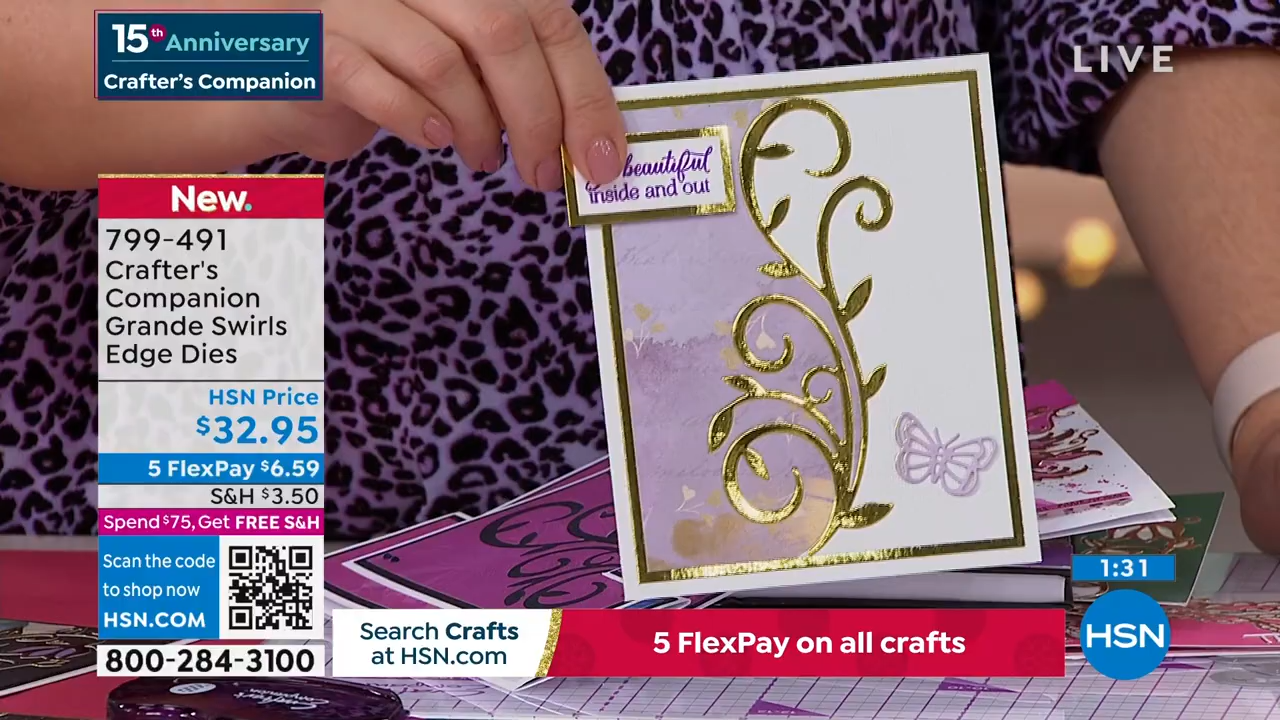 15th Anniversary
Crafter's Companion
LIVE
New.
799-491
Crafter's
Companion
Grande Swirls
Edge Dies
HSN Price
$32.95
5 FlexPay $6.59
S&H $3.50
Spend $75, Get FREE S&H
Scan the code
to shop now
HSN.COM
800-284-3100
beautiful
inside and out
1:31
HSN
Search Crafts
at HSN.com
5 FlexPay on all crafts
Crafter's
Companion